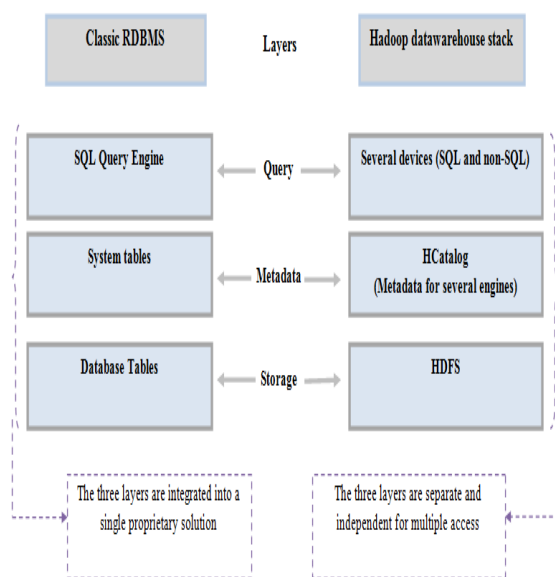 Classic RDBMS
Layers
Hadoop datawarehouse stack
SQL Query Engine
Query
Several devices (SQL and non-SQL)
System tables
Metadata
HCatalog
(Metadata for several engines)
Database Tables
Storage
HDFS
The three layers are integrated into a
single proprietary solution
The three layers are separate and
independent for multiple access